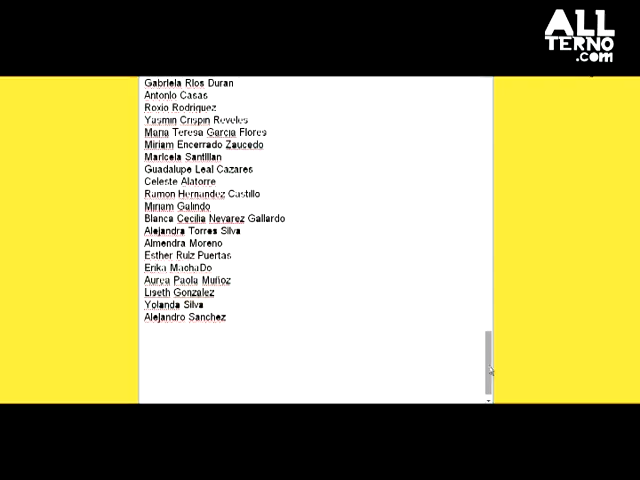 ALL
TERNO
.com
Gabriela Rios Duran
Antonio Casas
Roxio Rodriguez
Yasmin Crispin Reveles
Maria Teresa Garcia Flores
Miriam Encerrado Zaucedo
Maricela Santillan
Guadalupe Leal Cazares
Celeste Alatorre
Ramon Hernandez Castillo
Miriam Galindo
Blanca Cecilia Nevarez Gallardo
Alejandra Torres Silva
Almendra Moreno
Esther Ruiz Puertas
Erika MachaDo
Aurea Paola Muñoz
Liseth Gonzalez
Yolanda Silva
Alejandro Sanchez